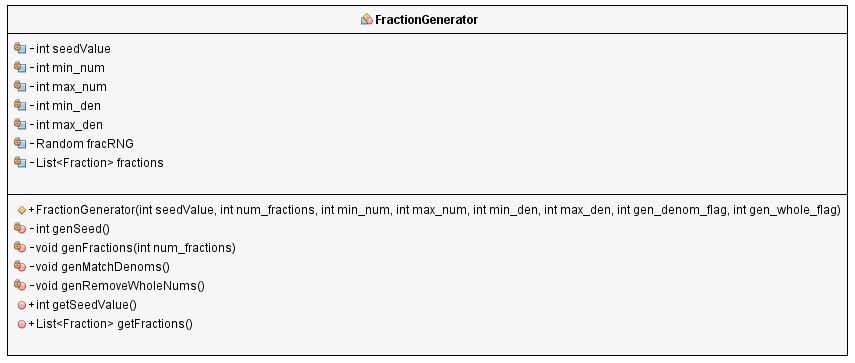 FractionGenerator
-int seedValue
-int min_num
-int max_num
-int min_den
-int max_den
-Random fracRNG
-List<Fraction> fractions
+FractionGenerator(int seedValue, int num_fractions, int min_num, int max_num, int min_den, int max_den, int gen_denom_flag, int gen_whole_flag)
-int genSeed()
-void genFractions(int num_fractions)
-void genMatchDenoms()
-void genRemoveWholeNums()
+int getSeedValue()
+List<Fraction> getFractions()